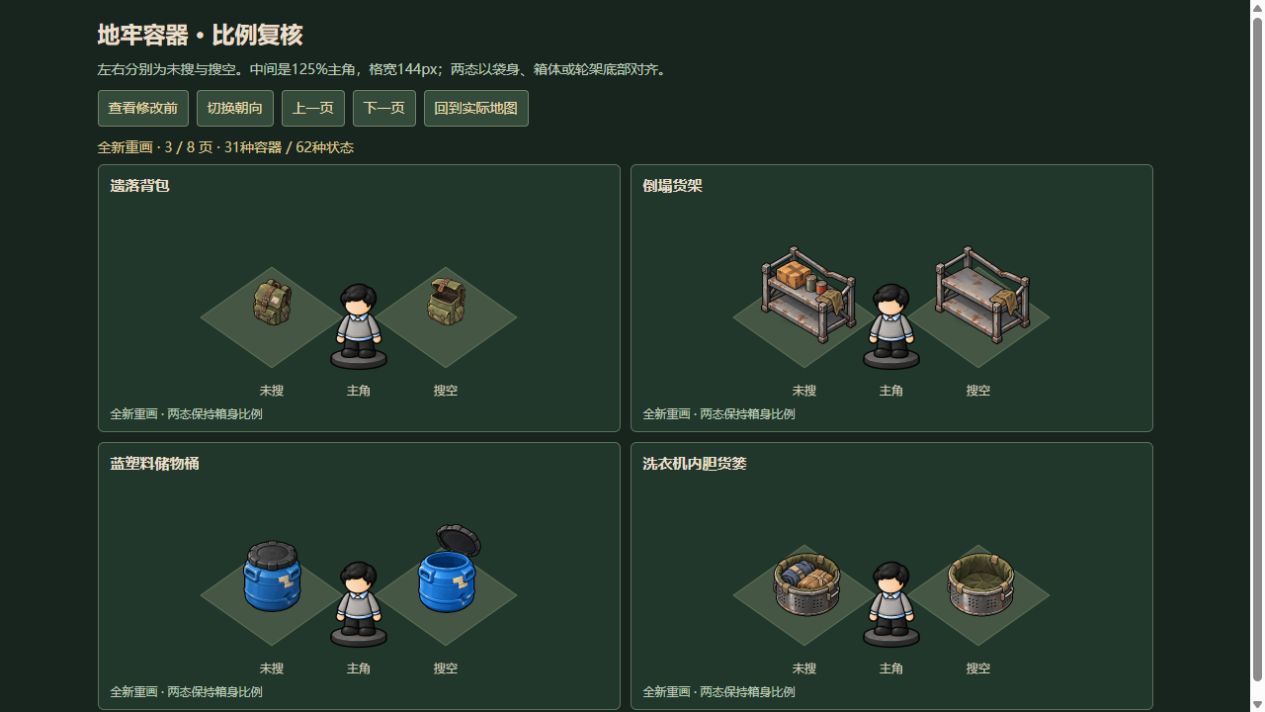 地牢容器 · 比例复核
左右分别为未搜与搜空。中间是125%主角，格宽144px；两态以袋身、箱体或轮架底部对齐。
查看修改前 切换朝向 上一页 下一页 回到实际地图
全新重画 · 3 / 8 页 · 31种容器 / 62种状态
遗落背包
未搜 主角 搜空
全新重画 · 两态保持箱身比例
倒塌货架
未搜 主角 搜空
全新重画 · 两态保持箱身比例
蓝塑料储物桶
未搜 主角 搜空
全新重画 · 两态保持箱身比例
洗衣机内胆货篓
未搜 主角 搜空
全新重画 · 两态保持箱身比例